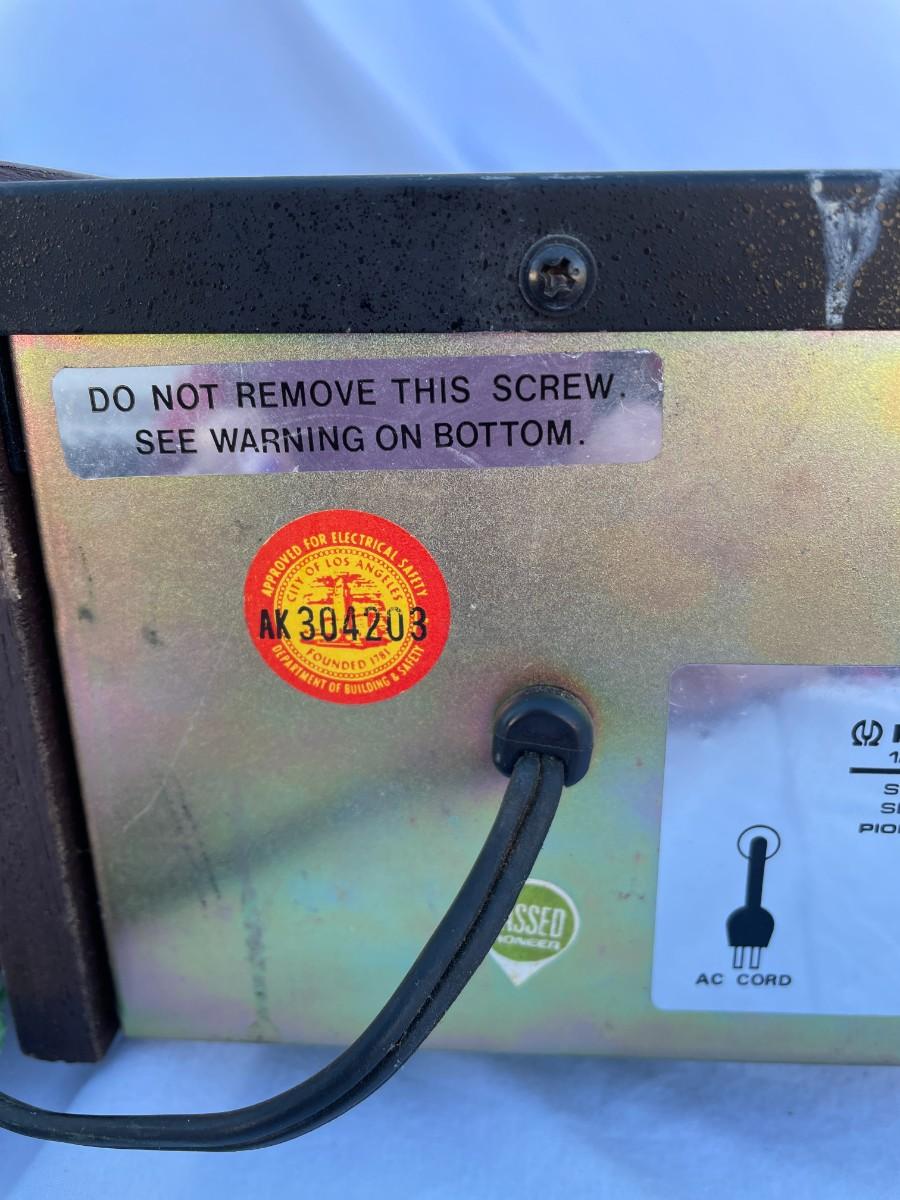 DO NOT REMOVE THIS SCREW.
SEE WARNING ON BOTTOM.
APPROVED FOR ELECTRICAL SAFETY
CITY OF LOS ANGELES
AK 304203
FOUNDED 1781
DEPARTMENT OF BUILDING & SAFETY
AC CORD